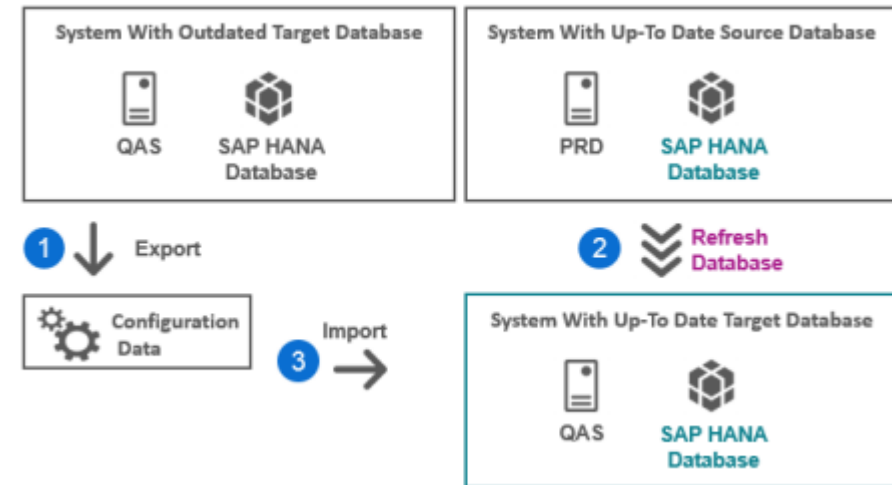 System With Outdated Target Database
QAS
SAP HANA
Database
System With Up-To Date Source Database
PRD
SAP HANA
Database
1
Export
2
Refresh
Database
Configuration
Data
3
Import
System With Up-To Date Target Database
QAS
SAP HANA
Database